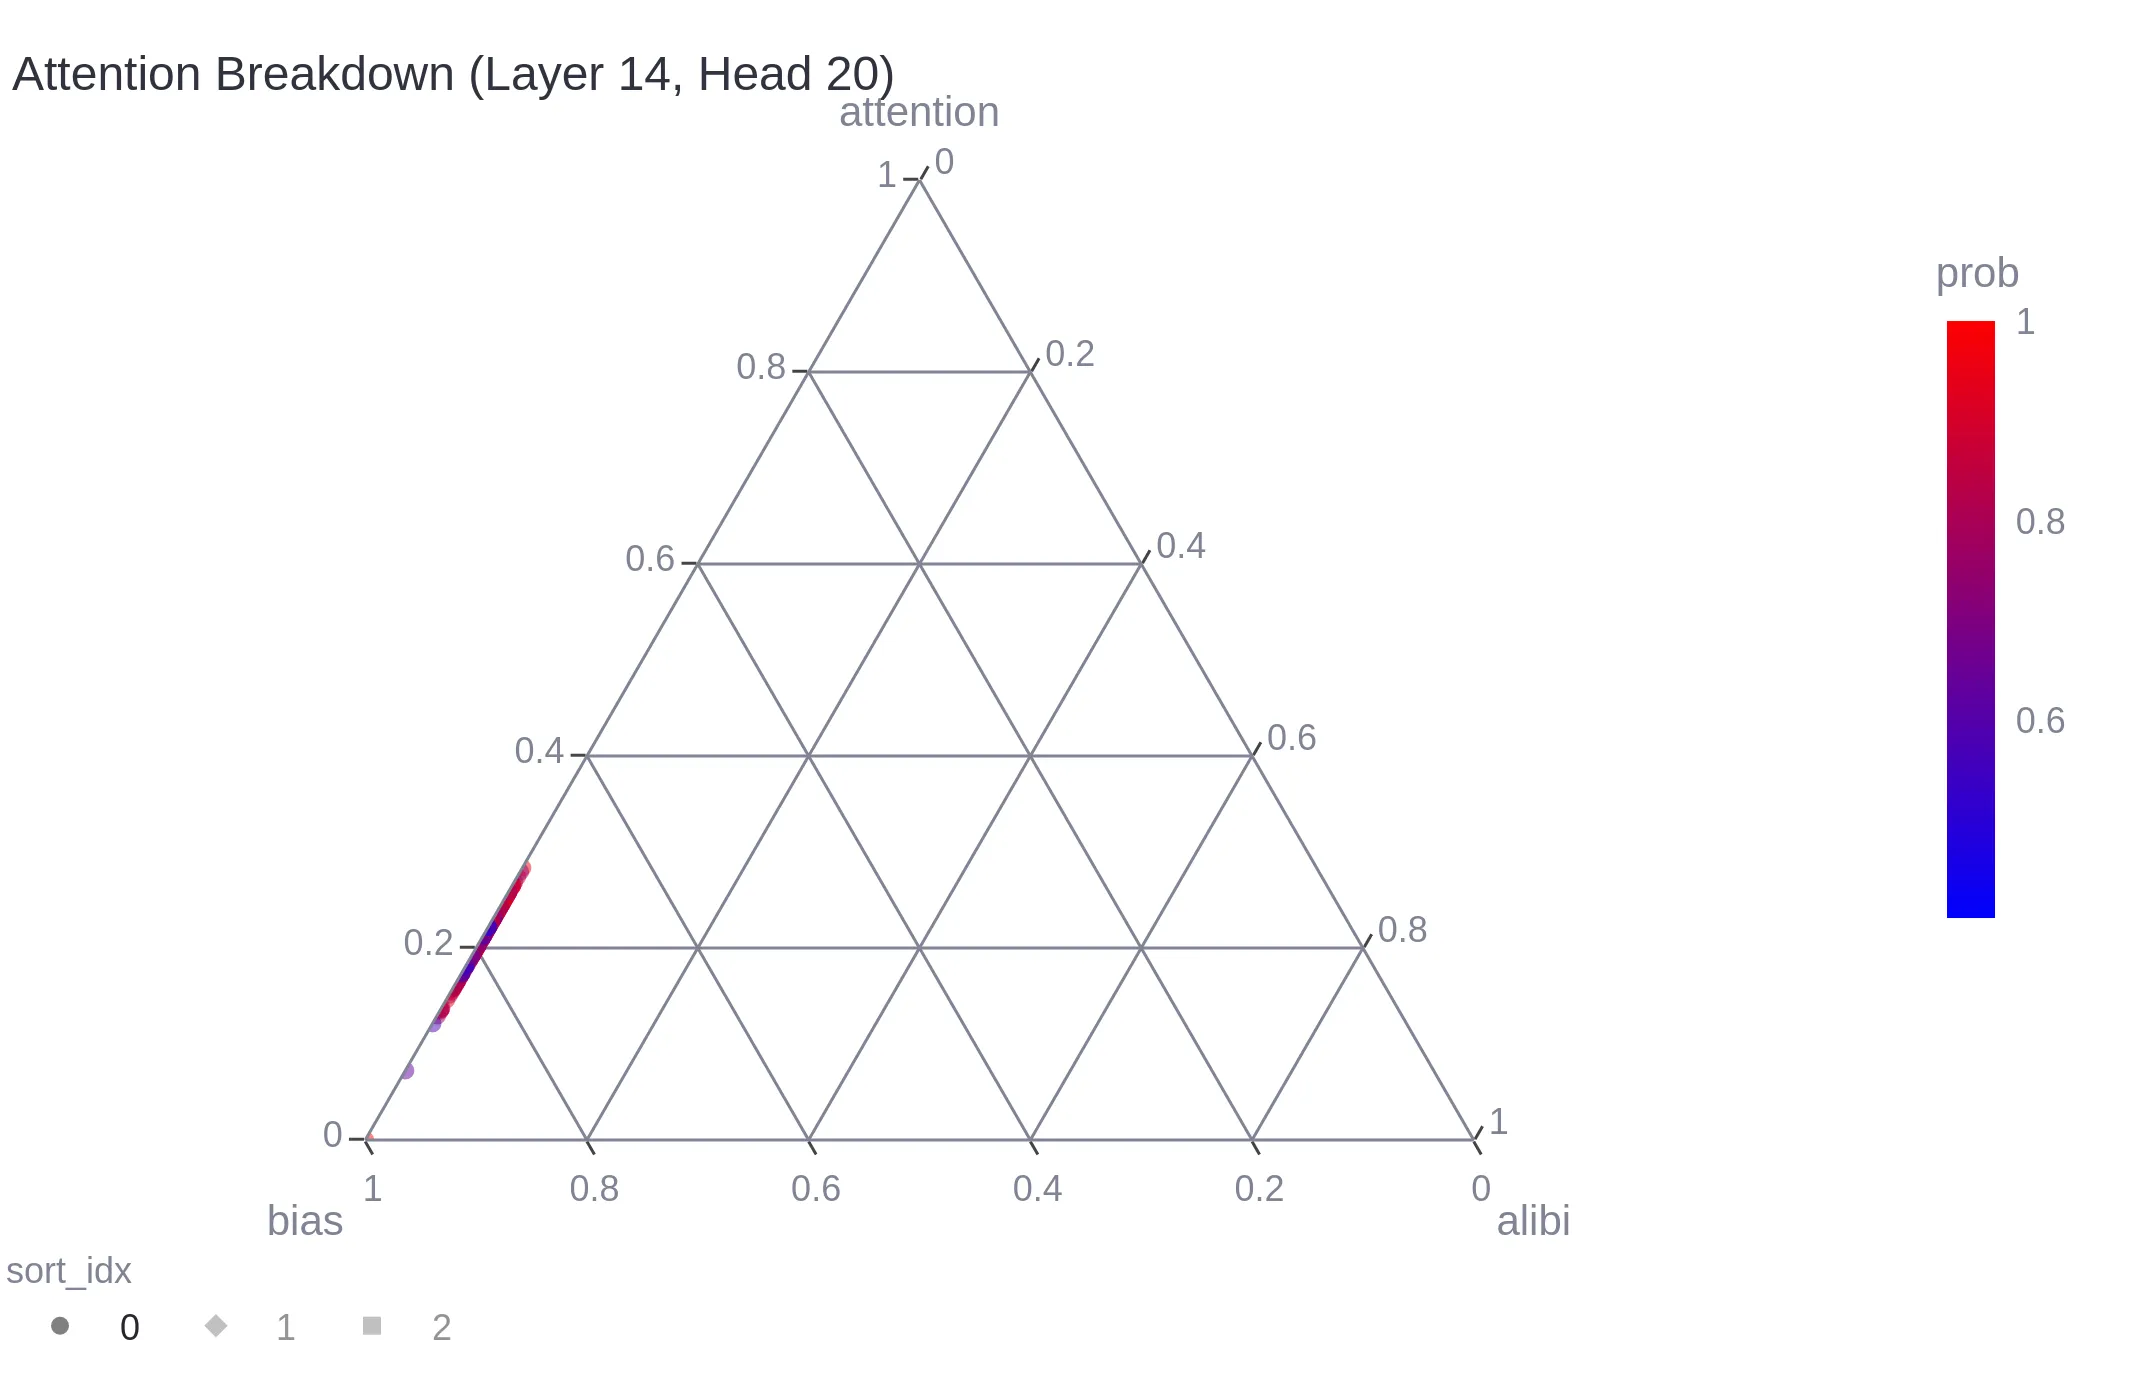 Attention Breakdown (Layer 14, Head 20)
attention
1 0
prob
1
0.8 0.2
0.8
0.6 0.4
0.6
0.4 0.6
0.2 0.8
0 1
1 0.8 0.6 0.4 0.2 0
bias alibi
sort_idx
0 1 2